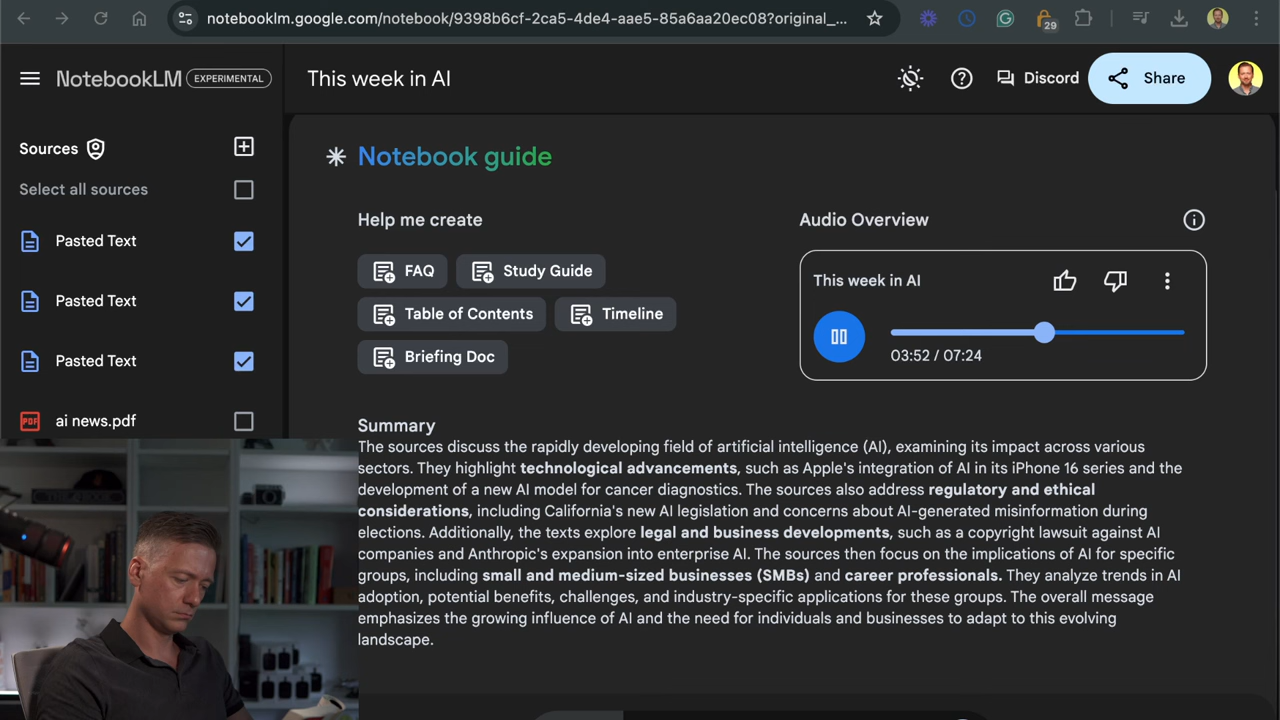 notebooklm.google.com/notebook/9398b6cf-2ca5-4de4-aae5-85a6aa20ec08?original_...
29
NotebookLM EXPERIMENTAL
This week in AI
Discord
Share
Sources
Select all sources
Pasted Text
Pasted Text
Pasted Text
PDF ai news.pdf
Notebook guide
Help me create
FAQ
Study Guide
Table of Contents
Timeline
Briefing Doc
Audio Overview
This week in AI
03:52 / 07:24
Summary
The sources discuss the rapidly developing field of artificial intelligence (AI), examining its impact across various
sectors. They highlight technological advancements, such as Apple's integration of AI in its iPhone 16 series and the
development of a new AI model for cancer diagnostics. The sources also address regulatory and ethical
considerations, including California's new AI legislation and concerns about AI-generated misinformation during
elections. Additionally, the texts explore legal and business developments, such as a copyright lawsuit against AI
companies and Anthropic's expansion into enterprise AI. The sources then focus on the implications of AI for specific
groups, including small and medium-sized businesses (SMBs) and career professionals. They analyze trends in AI
adoption, potential benefits, challenges, and industry-specific applications for these groups. The overall message
emphasizes the growing influence of AI and the need for individuals and businesses to adapt to this evolving
landscape.